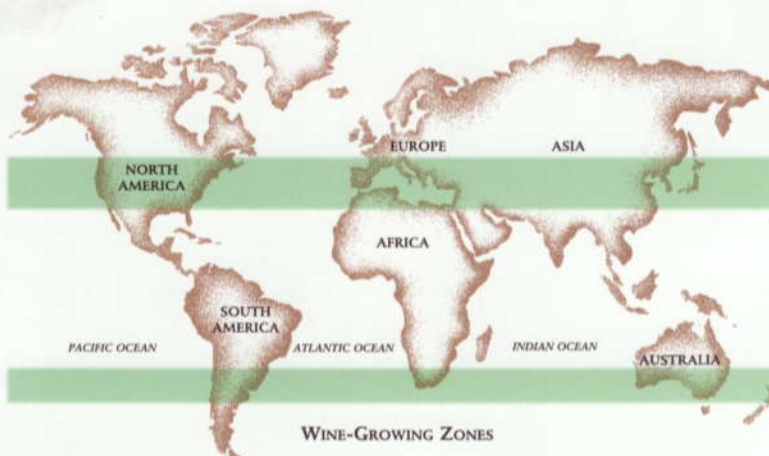 EUROPE
ASIA
NORTH
AMERICA
AFRICA
SOUTH
AMERICA
PACIFIC OCEAN
ATLANTIC OCEAN
INDIAN OCEAN
AUSTRALIA
WINE-GROWING ZONES